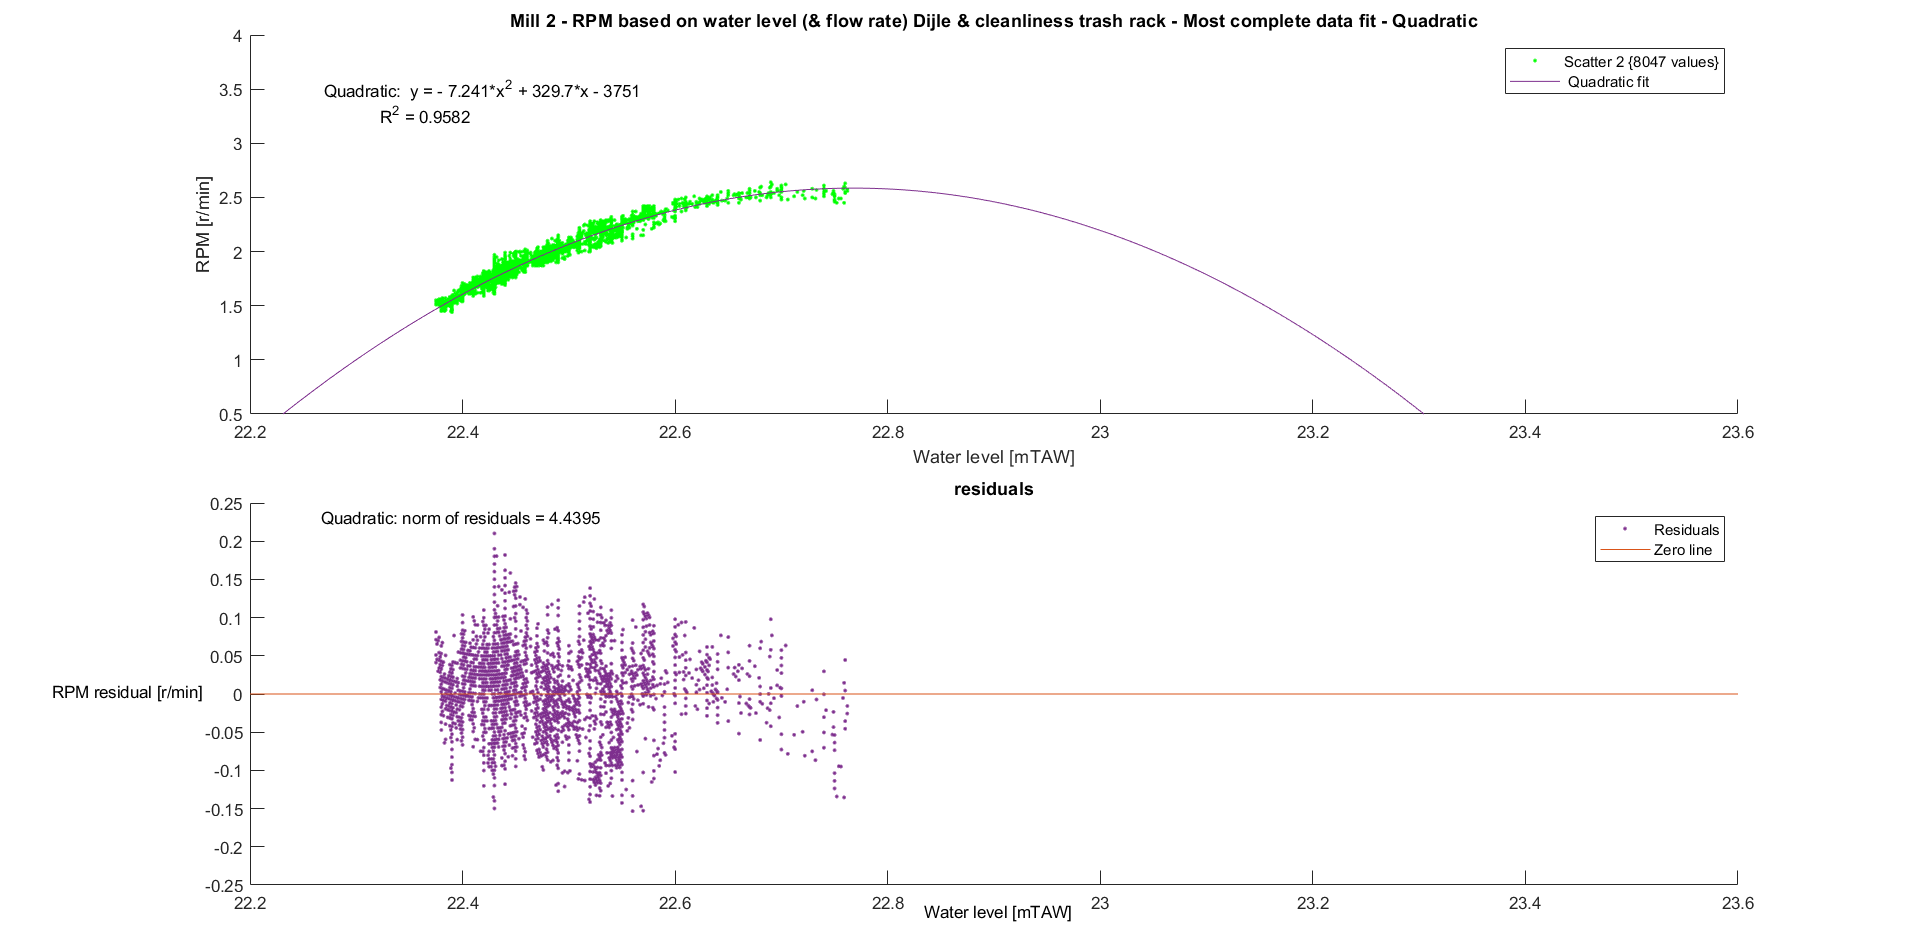 Mill 2 - RPM based on water level (& flow rate) Dijle & cleanliness trash rack - Most complete data fit - Quadratic
4
3.5
3
2.5
2
1.5
1
0.5
RPM [r/min]
Quadratic: y = - 7.241*x² + 329.7*x - 3751
R² = 0.9582
Scatter 2 {8047 values}
Quadratic fit
22.2 22.4 22.6 22.8 23 23.2 23.4 23.6
Water level [mTAW]
residuals
0.25
0.2
0.15
0.1
0.05
0
-0.05
-0.1
-0.15
-0.2
-0.25
RPM residual [r/min]
Quadratic: norm of residuals = 4.4395
Residuals
Zero line
22.2 22.4 22.6 22.8 23 23.2 23.4 23.6
Water level [mTAW]